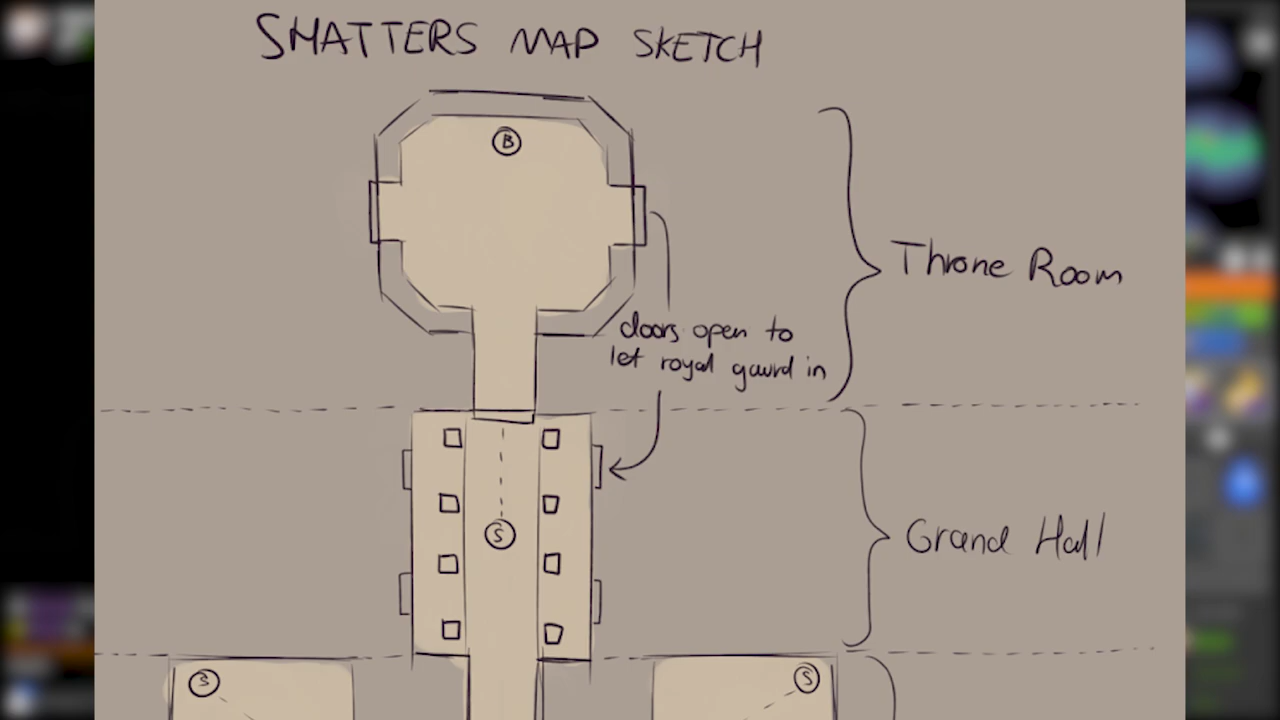 SHATTERS MAP SKETCH
B
Throne Room
doors open to
let royal gaurd in
S
Grand Hall
S
S